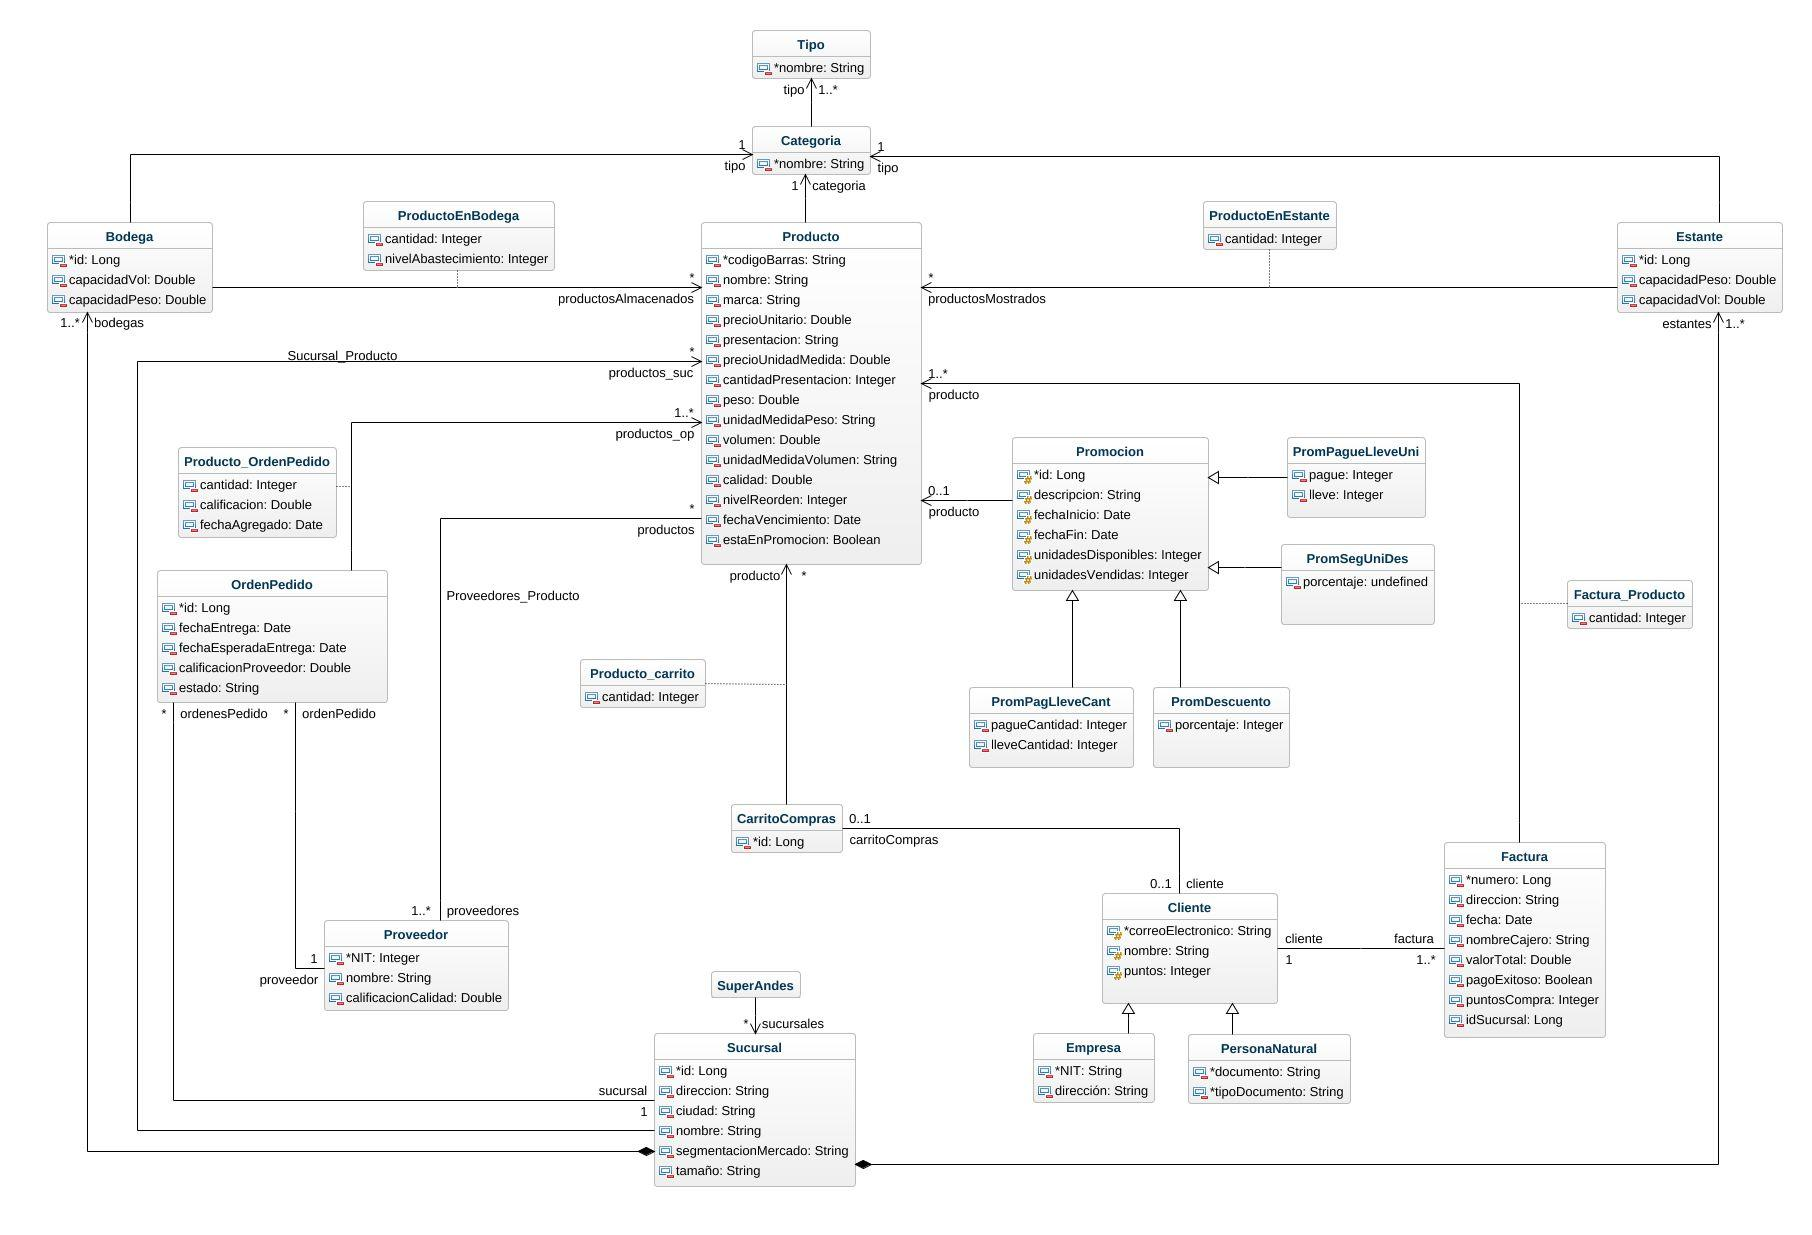 Tipo
*nombre: String
tipo 1..*
Categoria
*nombre: String
1
tipo
1
tipo
1 categoria
Bodega
*id: Long
capacidadVol: Double
capacidadPeso: Double
1..* bodegas
ProductoEnBodega
cantidad: Integer
nivelAbastecimiento: Integer
*
productosAlmacenados
Producto
*codigoBarras: String
nombre: String
marca: String
precioUnitario: Double
presentacion: String
precioUnidadMedida: Double
cantidadPresentacion: Integer
peso: Double
unidadMedidaPeso: String
volumen: Double
unidadMedidaVolumen: String
calidad: Double
nivelReorden: Integer
fechaVencimiento: Date
estaEnPromocion: Boolean
ProductoEnEstante
cantidad: Integer
*
productosMostrados
Estante
*id: Long
capacidadPeso: Double
capacidadVol: Double
estantes 1..*
Sucursal_Producto
*
productos_suc
1..*
producto
1..*
productos_op
Producto_OrdenPedido
cantidad: Integer
calificacion: Double
fechaAgregado: Date
*
productos
0..1
producto
Promocion
*id: Long
descripcion: String
fechaInicio: Date
fechaFin: Date
unidadesDisponibles: Integer
unidadesVendidas: Integer
PromPagueLleveUni
pague: Integer
lleve: Integer
PromSegUniDes
porcentaje: undefined
Factura_Producto
cantidad: Integer
OrdenPedido
*id: Long
fechaEntrega: Date
fechaEsperadaEntrega: Date
calificacionProveedor: Double
estado: String
* ordenesPedido * ordenPedido
Proveedores_Producto
producto *
Producto_carrito
cantidad: Integer
PromPagLleveCant
pagueCantidad: Integer
lleveCantidad: Integer
PromDescuento
porcentaje: Integer
CarritoCompras
*id: Long
0..1
carritoCompras
0..1 cliente
Cliente
*correoElectronico: String
nombre: String
puntos: Integer
cliente factura
1 1..*
Factura
*numero: Long
direccion: String
fecha: Date
nombreCajero: String
valorTotal: Double
pagoExitoso: Boolean
puntosCompra: Integer
idSucursal: Long
1..* proveedores
Proveedor
*NIT: Integer
nombre: String
calificacionCalidad: Double
1
proveedor
SuperAndes
* sucursales
Sucursal
*id: Long
direccion: String
ciudad: String
nombre: String
segmentacionMercado: String
tamaño: String
sucursal
1
Empresa
*NIT: String
dirección: String
PersonaNatural
*documento: String
*tipoDocumento: String